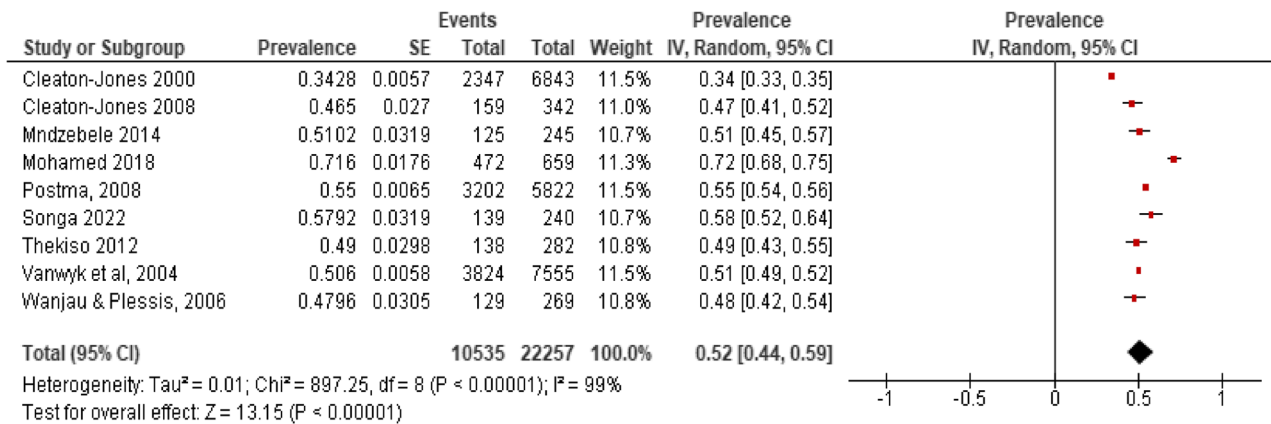 Events Prevalence Prevalence
Study or Subgroup Prevalence SE Total Total Weight IV, Random, 95% CI IV, Random, 95% CI
Cleaton-Jones 2000 0.3428 0.0057 2347 6843 11.5% 0.34 [0.33, 0.35]
Cleaton-Jones 2008 0.465 0.027 159 342 11.0% 0.47 [0.41, 0.52]
Mndzebele 2014 0.5102 0.0319 125 245 10.7% 0.51 [0.45, 0.57]
Mohamed 2018 0.716 0.0176 472 659 11.3% 0.72 [0.68, 0.75]
Postma, 2008 0.55 0.0065 3202 5822 11.5% 0.55 [0.54, 0.56]
Songa 2022 0.5792 0.0319 139 240 10.7% 0.58 [0.52, 0.64]
Thekiso 2012 0.49 0.0298 138 282 10.8% 0.49 [0.43, 0.55]
Vanwyk et al, 2004 0.506 0.0058 3824 7555 11.5% 0.51 [0.49, 0.52]
Wanjau & Plessis, 2006 0.4796 0.0305 129 269 10.8% 0.48 [0.42, 0.54]
Total (95% CI) 10535 22257 100.0% 0.52 [0.44, 0.59]
Heterogeneity: Tau² = 0.01; Chi² = 897.25, df = 8 (P < 0.00001); I² = 99%
Test for overall effect: Z = 13.15 (P < 0.00001)
-1 -0.5 0 0.5 1